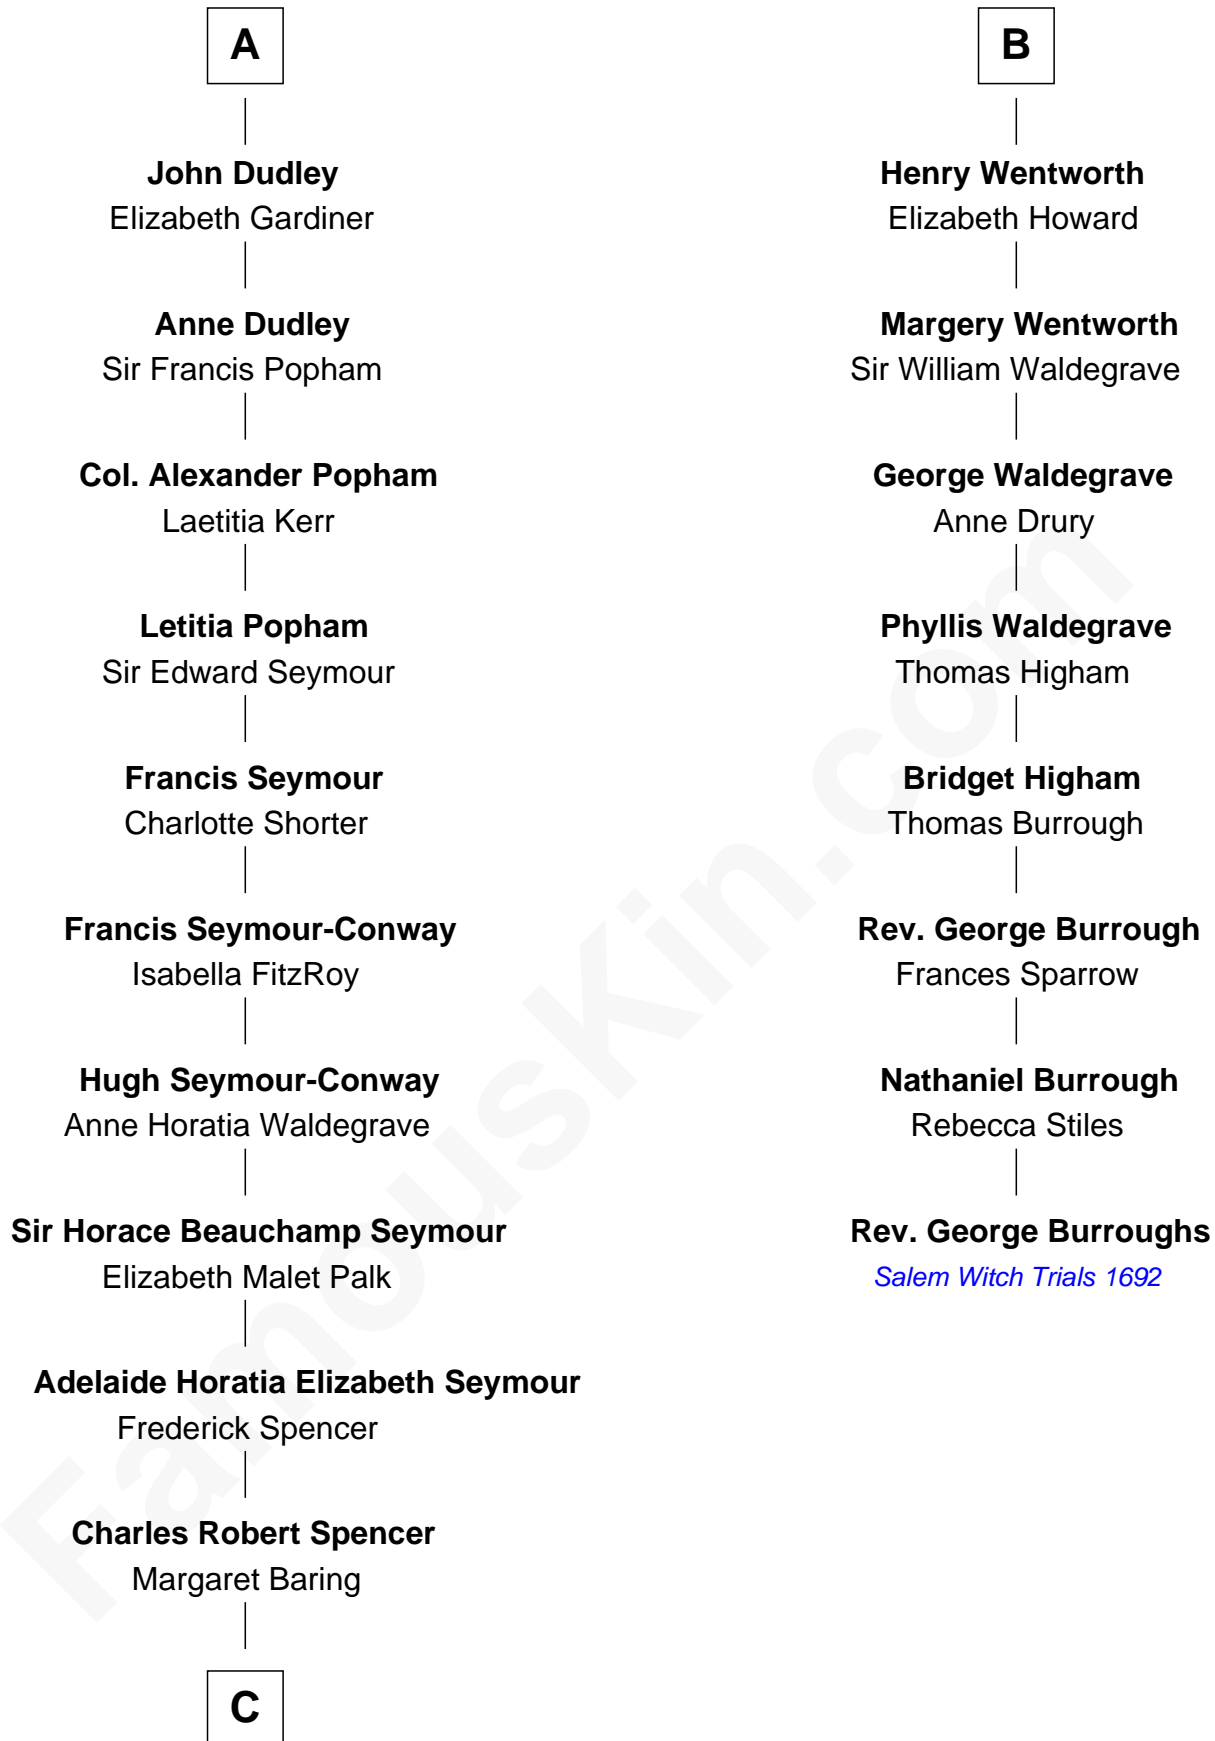 A
John Dudley
Elizabeth Gardiner
Anne Dudley
Sir Francis Popham
Col. Alexander Popham
Laetitia Kerr
Letitia Popham
Sir Edward Seymour
Francis Seymour
Charlotte Shorter
Francis Seymour-Conway
Isabella FitzRoy
Hugh Seymour-Conway
Anne Horatia Waldegrave
Sir Horace Beauchamp Seymour
Elizabeth Malet Palk
Adelaide Horatia Elizabeth Seymour
Frederick Spencer
Charles Robert Spencer
Margaret Baring
C
B
Henry Wentworth
Elizabeth Howard
Margery Wentworth
Sir William Waldegrave
George Waldegrave
Anne Drury
Phyllis Waldegrave
Thomas Higham
Bridget Higham
Thomas Burrough
Rev. George Burrough
Frances Sparrow
Nathaniel Burrough
Rebecca Stiles
Rev. George Burroughs
Salem Witch Trials 1692
FamousKin.com